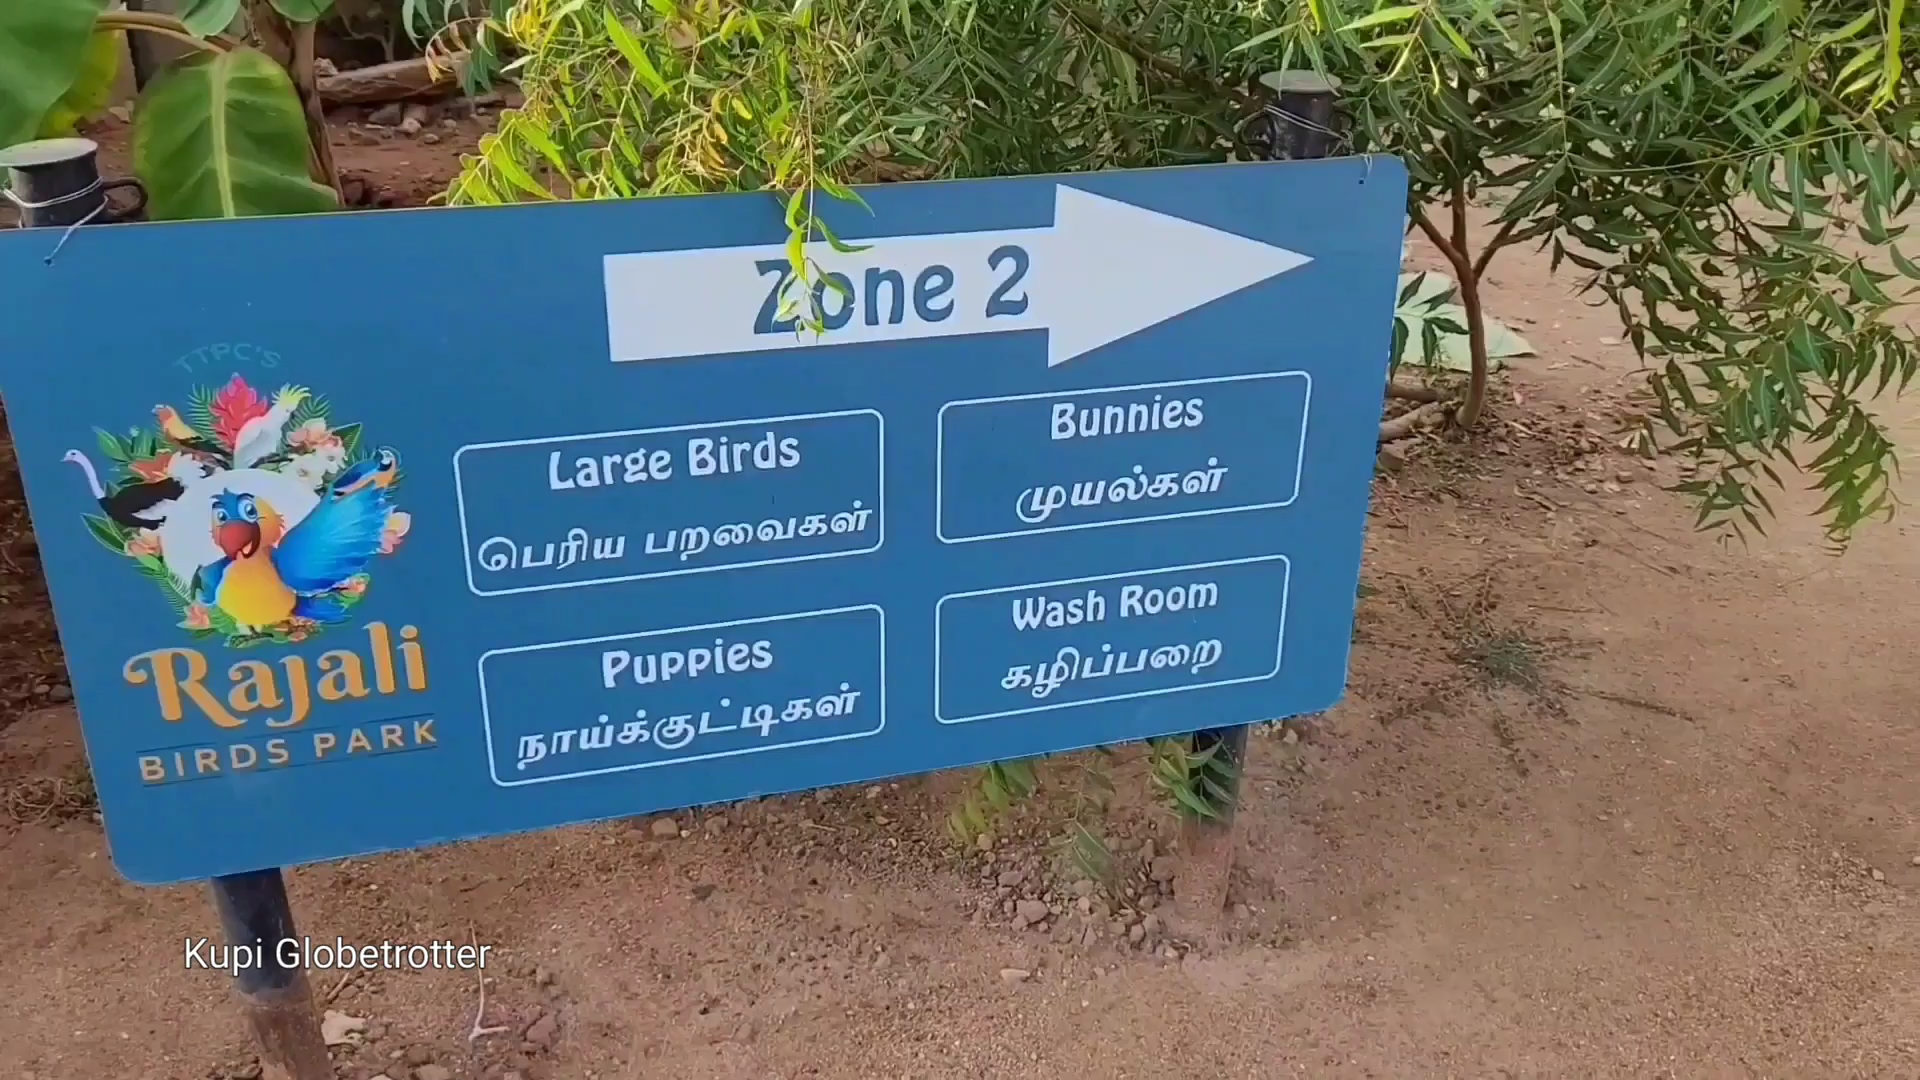 Zone 2
TTPC'S
Rajali
BIRDS PARK
Large Birds
பெரிய பறவைகள்
Bunnies
முயல்கள்
Puppies
நாய்க்குட்டிகள்
Wash Room
கழிப்பறை
Kupi Globetrotter